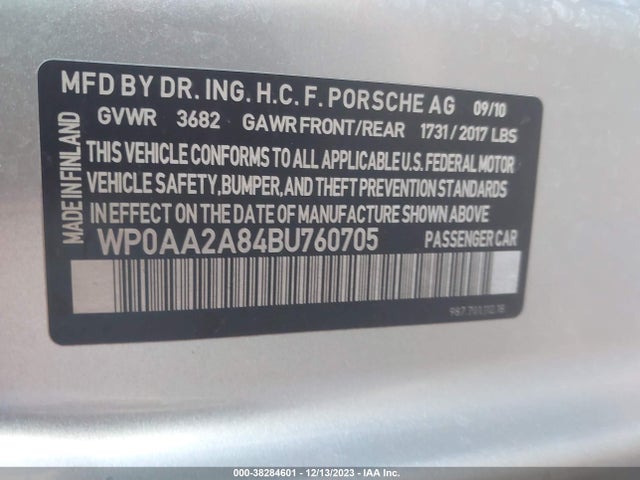 MFD BY DR. ING. H.C. F. PORSCHE AG 09/10
GVWR 3682 GAWR FRONT/REAR 1731/2017 LBS
THIS VEHICLE CONFORMS TO ALL APPLICABLE U.S. FEDERAL MOTOR
VEHICLE SAFETY, BUMPER, AND THEFT PREVENTION STANDARDS
IN EFFECT ON THE DATE OF MANUFACTURE SHOWN ABOVE
WP0AA2A84BU760705 PASSENGER CAR
MADE IN FINLAND
000-38284601 - 12/13/2023 - IAA Inc.